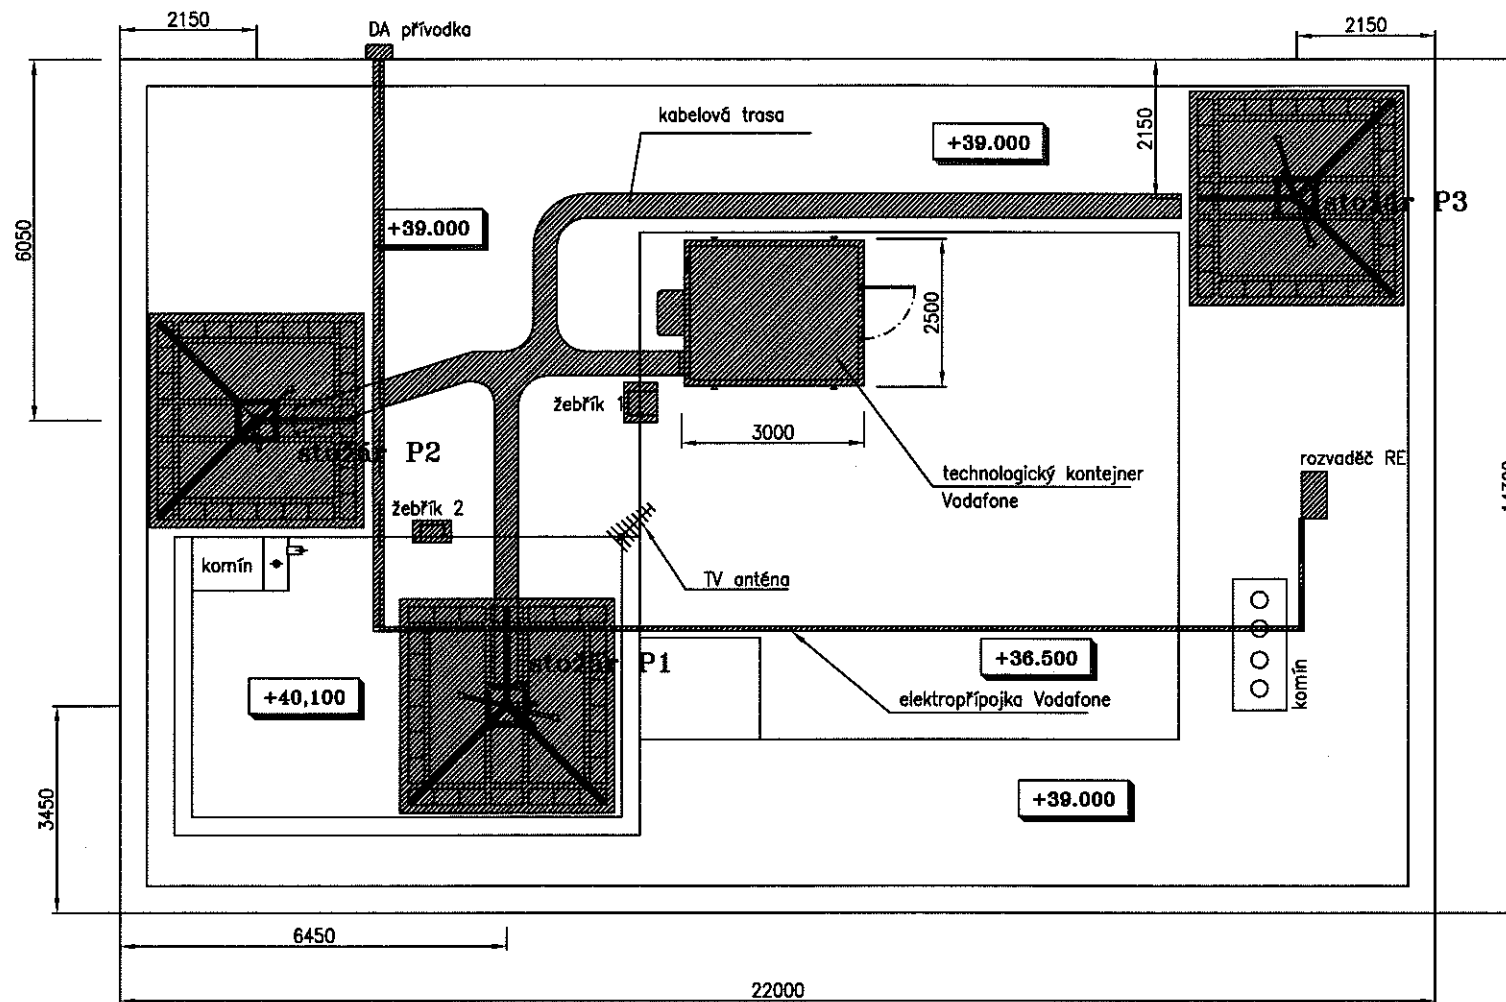 2150
DA přívodka
2150
kabelová trasa
+39.000
2150
+39.000
6050
stožár P3
2500
žebřík 1
3000
stožár P2
technologický kontejner
Vodafone
rozvaděč RE
žebřík 2
komín
TV anténa
stožár P1
+36.500
+40,100
elektropřípojka Vodafone
komín
3450
+39.000
6450
22000